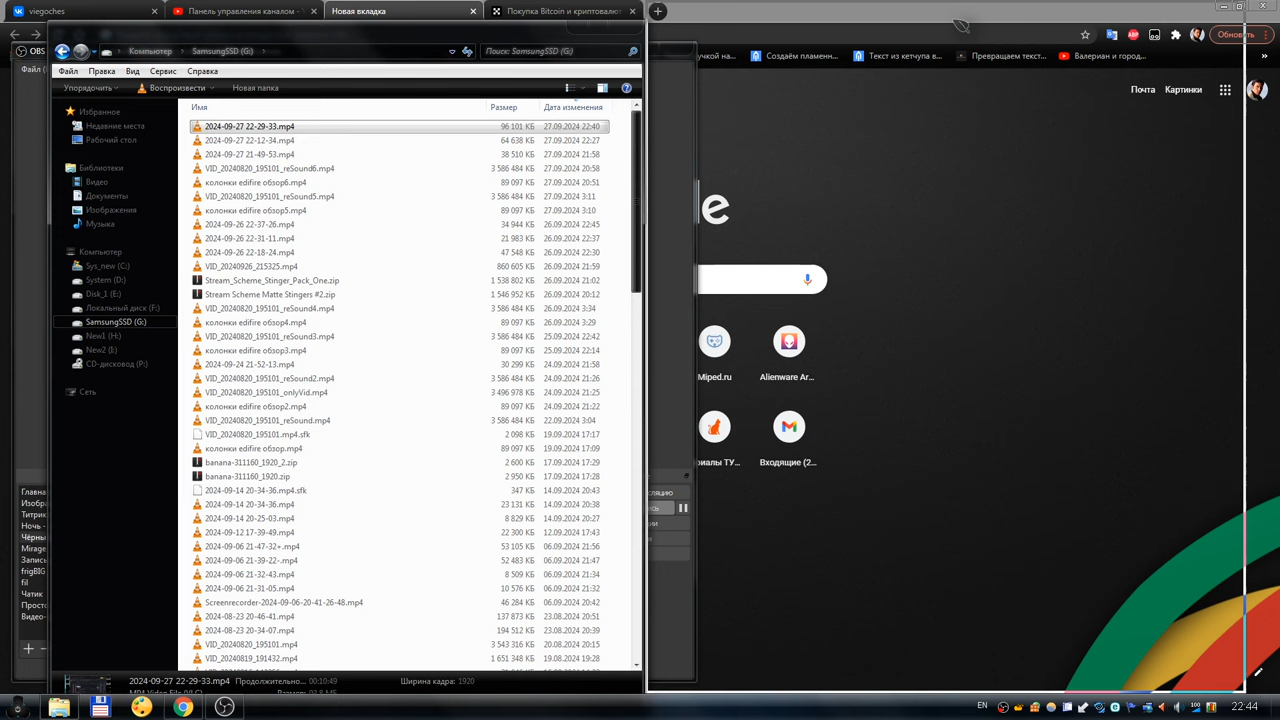 viegoches
Панель управления каналом -
Новая вкладка
Покупка Bitcoin и криптовалют
OBS
Компьютер
SamsungSSD (G:)
Поиск: SamsungSSD (G:)
Обновить
Файл
Файл
Правка
Вид
Сервис
Справка
Создаём пламенн...
Текст из кетчупа в...
Превращаем текст...
Валериан и город...
Упорядочить
Воспроизвести
Новая папка
Почта
Картинки
Имя
Размер
Дата изменения
Избранное
Недавние места
Рабочий стол
Библиотеки
Видео
Документы
Изображения
Музыка
Компьютер
Sys_new (C:)
System (D:)
Disk_1 (E:)
Локальный диск (F:)
SamsungSSD (G:)
New1 (H:)
New2 (I:)
CD-дисковод (P:)
Сеть
2024-09-27 22-29-33.mp4 96 101 КБ 27.09.2024 22:40
2024-09-27 22-12-34.mp4 64 638 КБ 27.09.2024 22:27
2024-09-27 21-49-53.mp4 38 510 КБ 27.09.2024 21:58
VID_20240820_195101_reSound6.mp4 3 586 484 КБ 27.09.2024 20:58
колонки edifire обзор6.mp4 89 097 КБ 27.09.2024 20:51
VID_20240820_195101_reSound5.mp4 3 586 484 КБ 27.09.2024 3:11
колонки edifire обзор5.mp4 89 097 КБ 27.09.2024 3:10
2024-09-26 22-37-26.mp4 34 944 КБ 26.09.2024 22:45
2024-09-26 22-31-11.mp4 21 983 КБ 26.09.2024 22:37
2024-09-26 22-18-24.mp4 47 548 КБ 26.09.2024 22:30
VID_20240926_215325.mp4 860 605 КБ 26.09.2024 21:59
Stream_Scheme_Stinger_Pack_One.zip 1 538 802 КБ 26.09.2024 21:02
Stream Scheme Matte Stingers #2.zip 1 546 952 КБ 26.09.2024 20:12
VID_20240820_195101_reSound4.mp4 3 586 484 КБ 26.09.2024 3:34
колонки edifire обзор4.mp4 89 097 КБ 26.09.2024 3:29
VID_20240820_195101_reSound3.mp4 3 586 484 КБ 25.09.2024 22:44
колонки edifire обзор3.mp4 89 097 КБ 25.09.2024 22:14
2024-09-24 21-52-13.mp4 30 299 КБ 24.09.2024 21:58
VID_20240820_195101_reSound2.mp4 3 586 484 КБ 24.09.2024 21:26
VID_20240820_195101_onlyVid.mp4 3 496 978 КБ 24.09.2024 21:25
колонки edifire обзор2.mp4 89 097 КБ 24.09.2024 21:22
VID_20240820_195101_reSound.mp4 3 586 484 КБ 22.09.2024 3:04
VID_20240820_195101.mp4.sfk 2 098 КБ 19.09.2024 17:17
колонки edifire обзор.mp4 89 097 КБ 19.09.2024 17:09
banana-311160_1920_2.zip 2 600 КБ 17.09.2024 17:29
banana-311160_1920.zip 2 950 КБ 17.09.2024 17:28
2024-09-14 20-34-36.mp4.sfk 347 КБ 14.09.2024 20:43
2024-09-14 20-34-36.mp4 23 131 КБ 14.09.2024 20:38
2024-09-14 20-25-03.mp4 8 829 КБ 14.09.2024 20:27
2024-09-12 17-39-49.mp4 22 300 КБ 12.09.2024 17:43
2024-09-06 21-47-32+.mp4 53 105 КБ 06.09.2024 21:56
2024-09-06 21-39-22-.mp4 52 483 КБ 06.09.2024 21:47
2024-09-06 21-32-43.mp4 8 509 КБ 06.09.2024 21:34
2024-09-06 21-31-05.mp4 10 576 КБ 06.09.2024 21:32
Screenrecorder-2024-09-06-20-41-26-48.mp4 46 284 КБ 06.09.2024 20:42
2024-08-23 20-46-41.mp4 137 873 КБ 23.08.2024 20:51
2024-08-23 20-34-07.mp4 194 512 КБ 23.08.2024 20:39
VID_20240820_195101.mp4 3 543 316 КБ 20.08.2024 20:15
VID_20240819_191432.mp4 1 651 348 КБ 19.08.2024 19:28
e
Miped.ru
Alienware Ar...
Входящие (2...
Главна
Изобра
Титрик
Ночь -
Чёрны
Mirage
Запись
frigBIG
fil
Чатик
Просто
Видео-
2024-09-27 22-29-33.mp4
Продолжительно...
00:10:49
Ширина кадра:
1920
EN
100
22:44